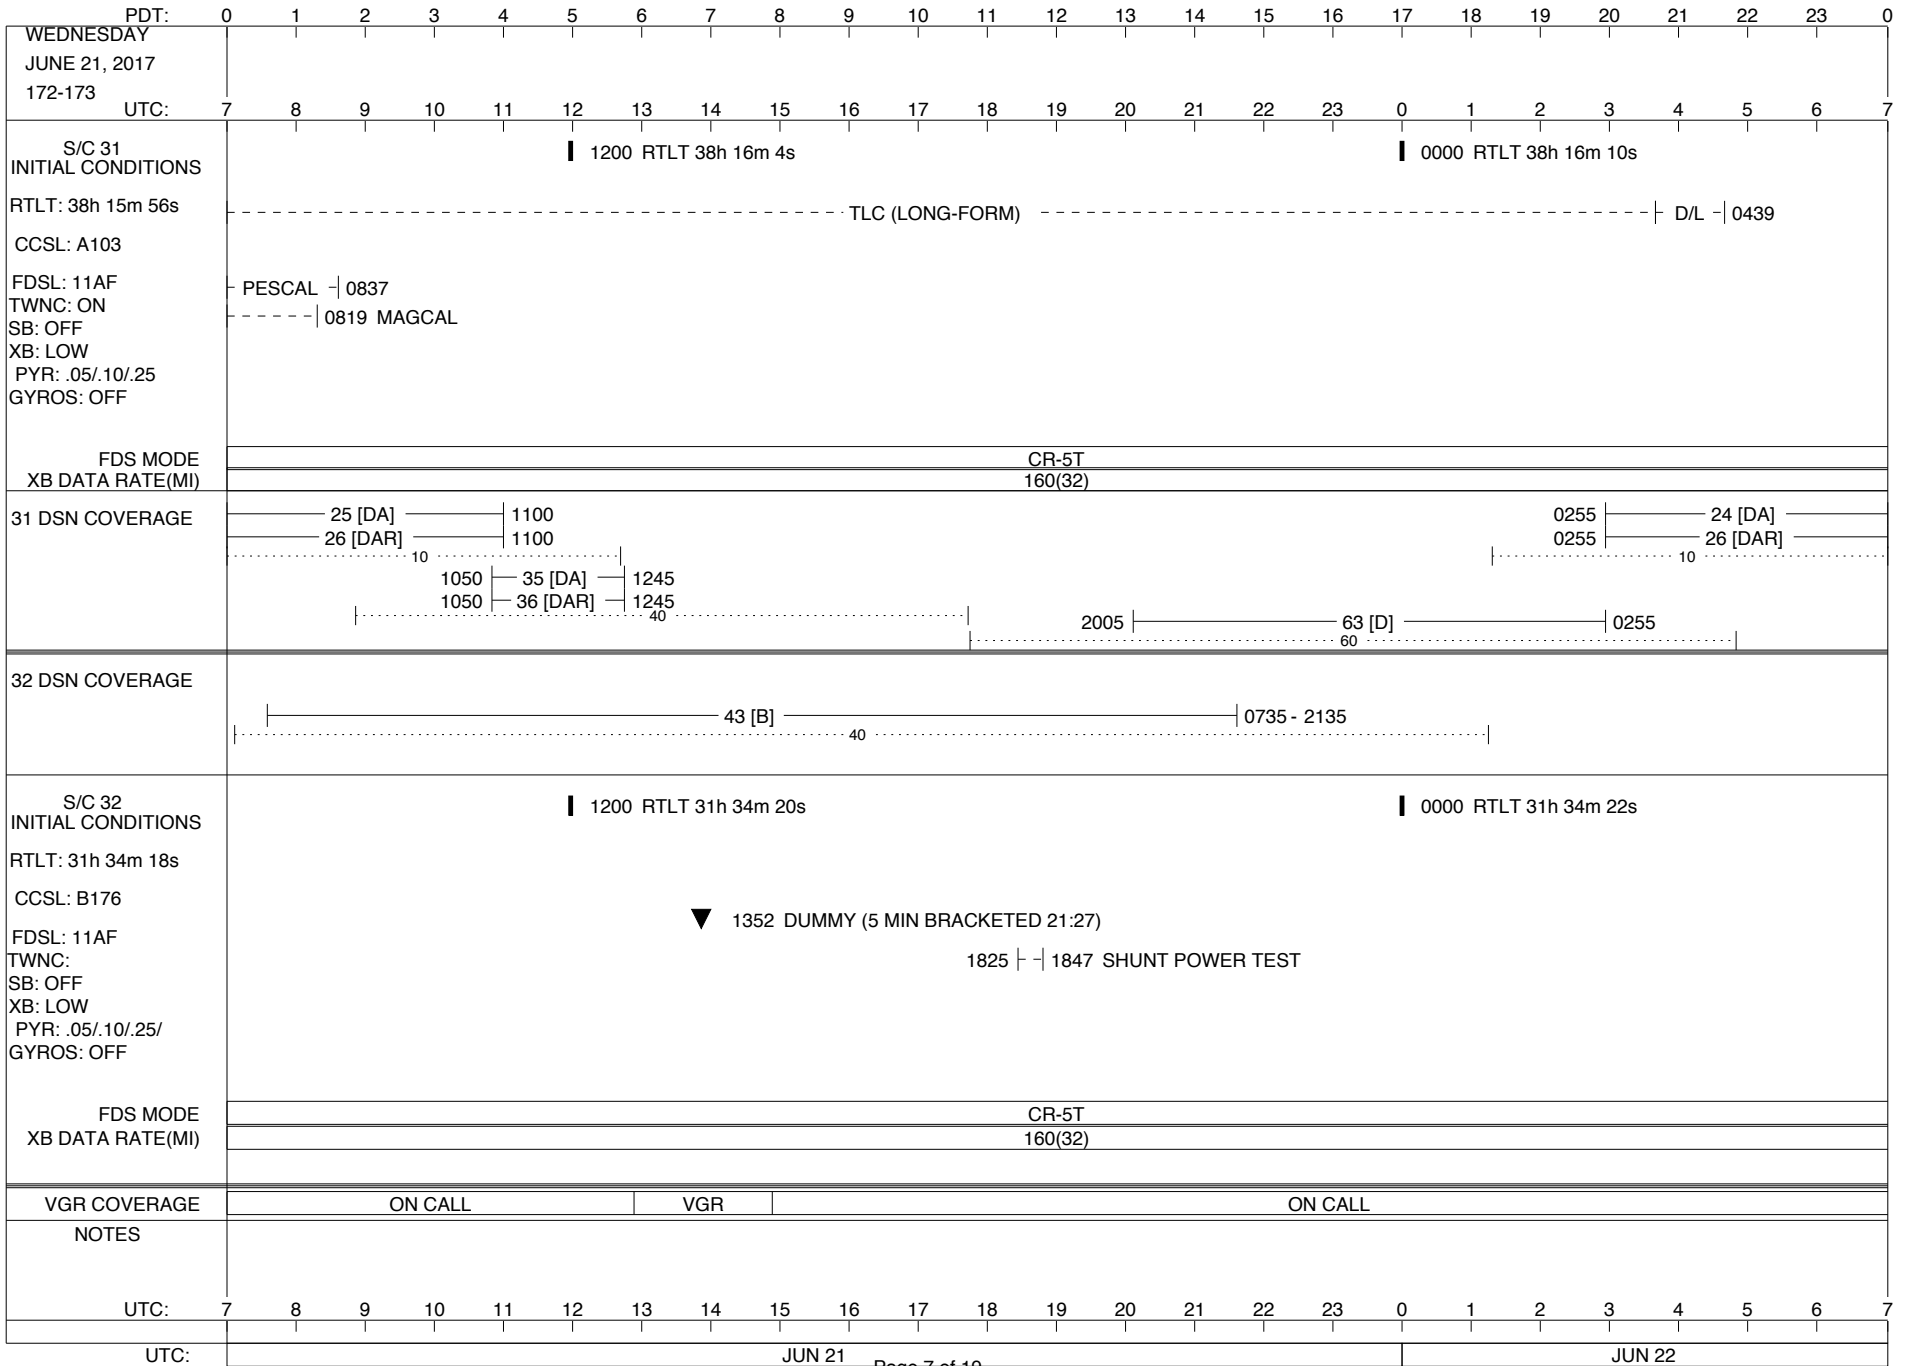 PDT: 0 1 2 3 4 5 6 7 8 9 10 11 12 13 14 15 16 17 18 19 20 21 22 23 0
WEDNESDAY
JUNE 21, 2017
172-173
UTC: 7 8 9 10 11 12 13 14 15 16 17 18 19 20 21 22 23 0 1 2 3 4 5 6 7
S/C 31
INITIAL CONDITIONS
1200 RTLT 38h 16m 4s
0000 RTLT 38h 16m 10s
RTLT: 38h 15m 56s
TLC (LONG-FORM)
D/L
0439
CCSL: A103
FDSL: 11AF
PESCAL
0837
TWNC: ON
0819 MAGCAL
SB: OFF
XB: LOW
PYR: .05/.10/.25
GYROS: OFF
FDS MODE
CR-5T
XB DATA RATE(MI)
160(32)
31 DSN COVERAGE
25 [DA]
1100
0255
24 [DA]
26 [DAR]
1100
0255
26 [DAR]
10
10
1050
35 [DA]
1245
1050
36 [DAR]
1245
40
2005
63 [D]
0255
60
32 DSN COVERAGE
43 [B]
0735 - 2135
40
S/C 32
INITIAL CONDITIONS
1200 RTLT 31h 34m 20s
0000 RTLT 31h 34m 22s
RTLT: 31h 34m 18s
CCSL: B176
1352 DUMMY (5 MIN BRACKETED 21:27)
FDSL: 11AF
TWNC:
1825
1847 SHUNT POWER TEST
SB: OFF
XB: LOW
PYR: .05/.10/.25/
GYROS: OFF
FDS MODE
CR-5T
XB DATA RATE(MI)
160(32)
VGR COVERAGE
ON CALL
VGR
ON CALL
NOTES
UTC: 7 8 9 10 11 12 13 14 15 16 17 18 19 20 21 22 23 0 1 2 3 4 5 6 7
UTC:
JUN 21
JUN 22
Page 7 of 19